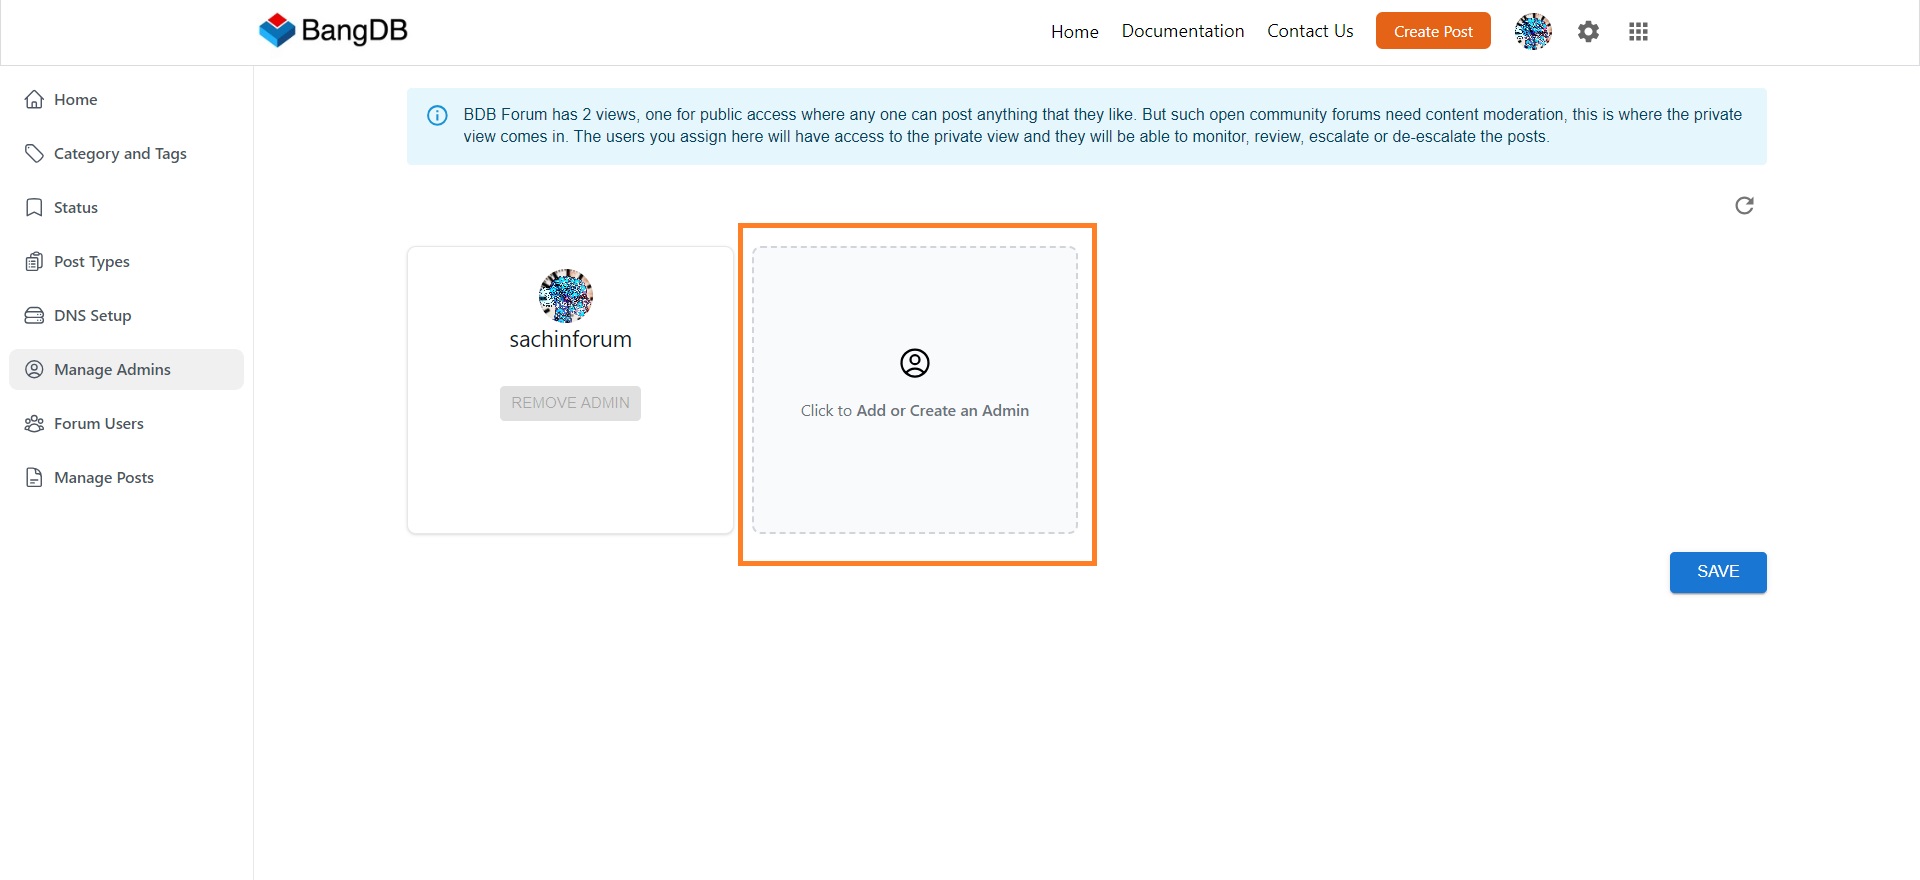 BangDB
Home
Documentation
Contact Us
Create Post
Home
Category and Tags
Status
Post Types
DNS Setup
Manage Admins
Forum Users
Manage Posts
BDB Forum has 2 views, one for public access where any one can post anything that they like. But such open community forums need content moderation, this is where the private
view comes in. The users you assign here will have access to the private view and they will be able to monitor, review, escalate or de-escalate the posts.
sachinforum
REMOVE ADMIN
Click to Add or Create an Admin
SAVE